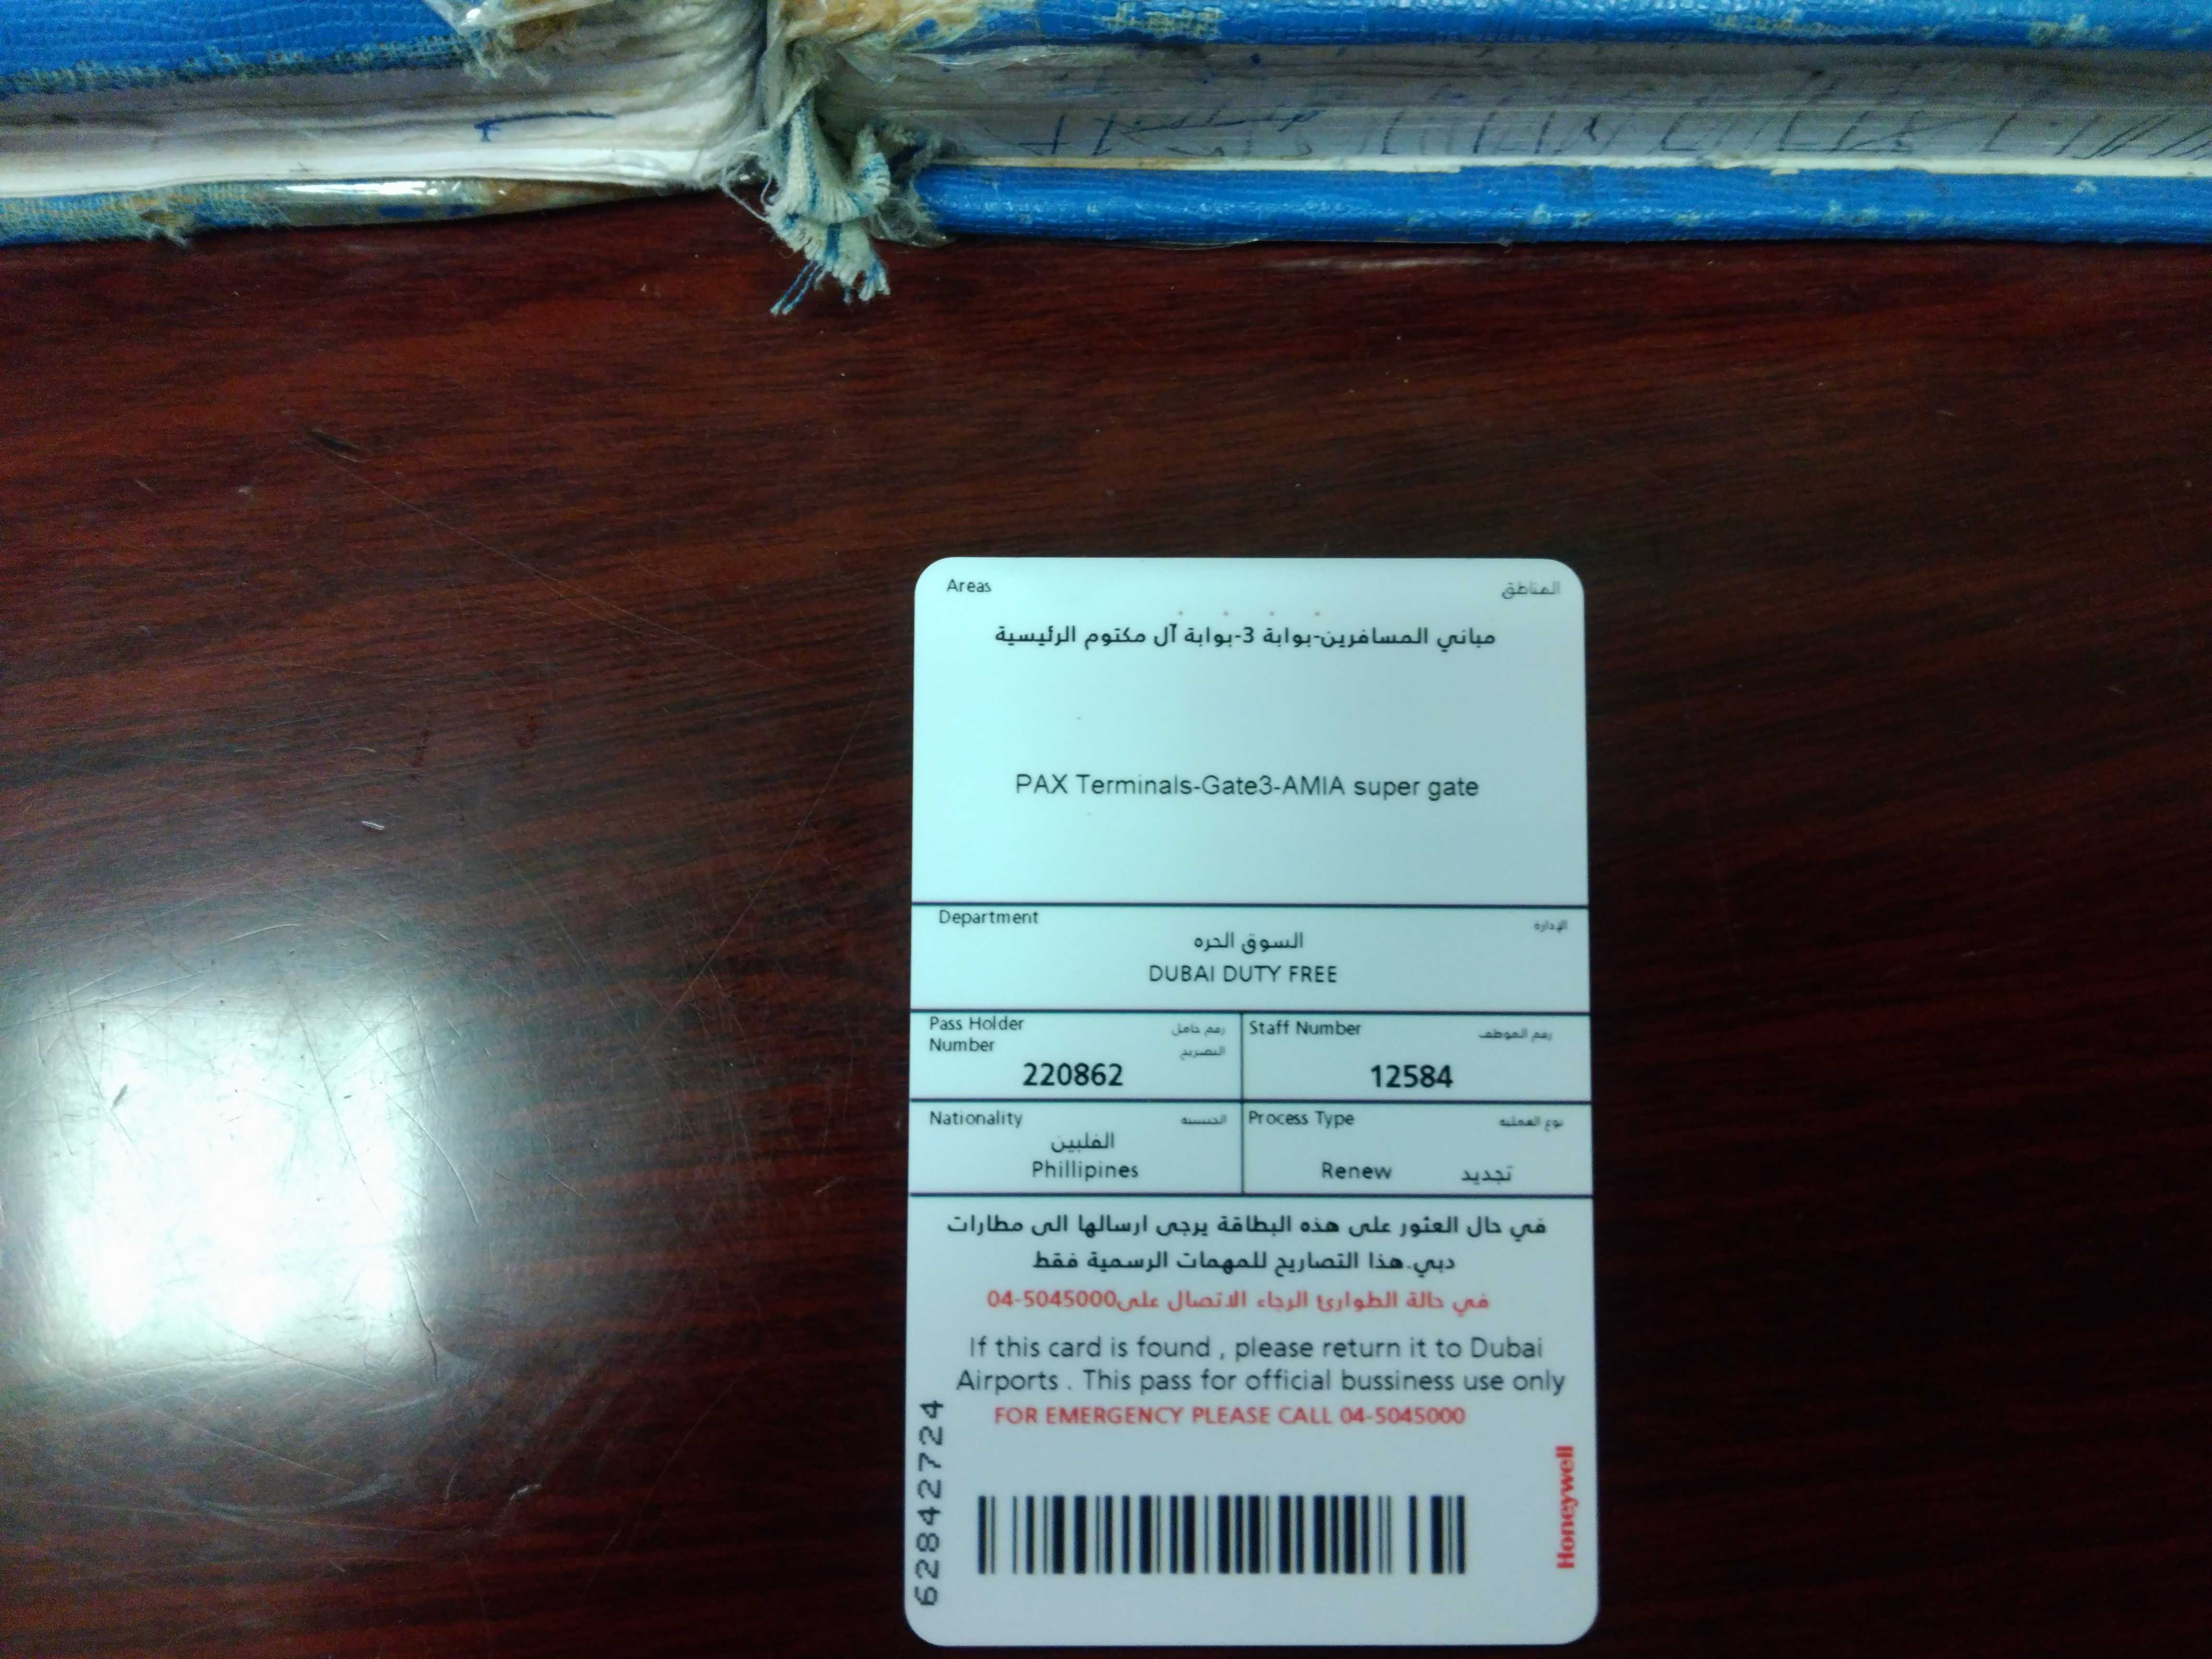 Areas المناطق
مباني المسافرين-بوابة 3-بوابة آل مكتوم الرئيسية
PAX Terminals-Gate3-AMIA super gate
Department الإدارة
السوق الحره
DUBAI DUTY FREE
Pass Holder رقم حامل
Number التصريح
220862
Staff Number رقم الموظف
12584
Nationality الجنسية
الفلبين
Phillipines
Process Type نوع العملية
Renew تجديد
في حال العثور على هذه البطاقة يرجى ارسالها الى مطارات
دبي.هذا التصاريح للمهمات الرسمية فقط
في حالة الطوارئ الرجاء الاتصال على04-5045000
If this card is found , please return it to Dubai
Airports . This pass for official bussiness use only
FOR EMERGENCY PLEASE CALL 04-5045000
62842724
Honeywell